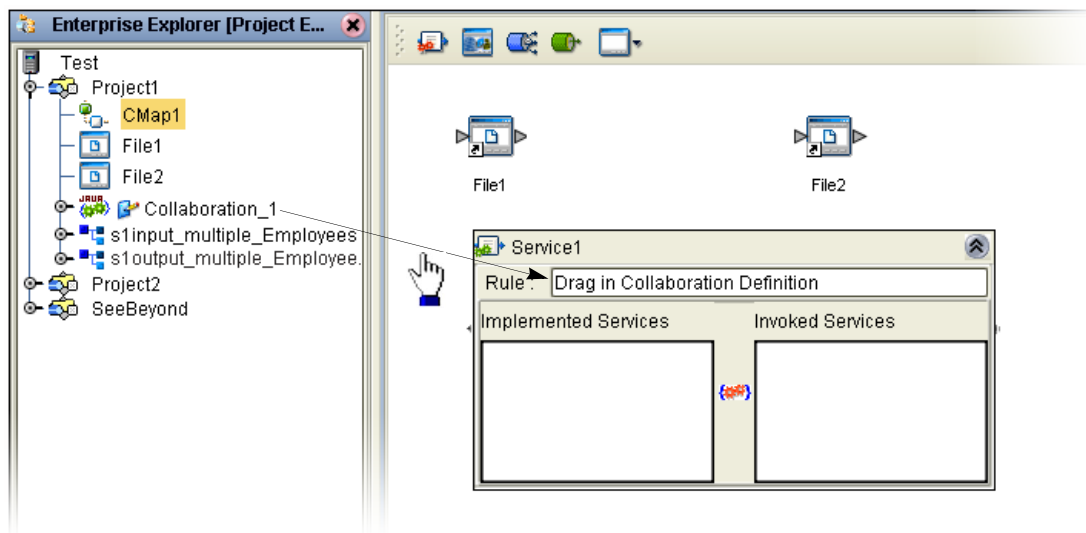 Enterprise Explorer [Project E...
Test
Project1
CMap1
File1
File2
JAVA
Collaboration_1
s1input_multiple_Employees
s1output_multiple_Employee.
Project2
SeeBeyond
File1
File2
Service1
Rule : Drag in Collaboration Definition
Implemented Services
Invoked Services